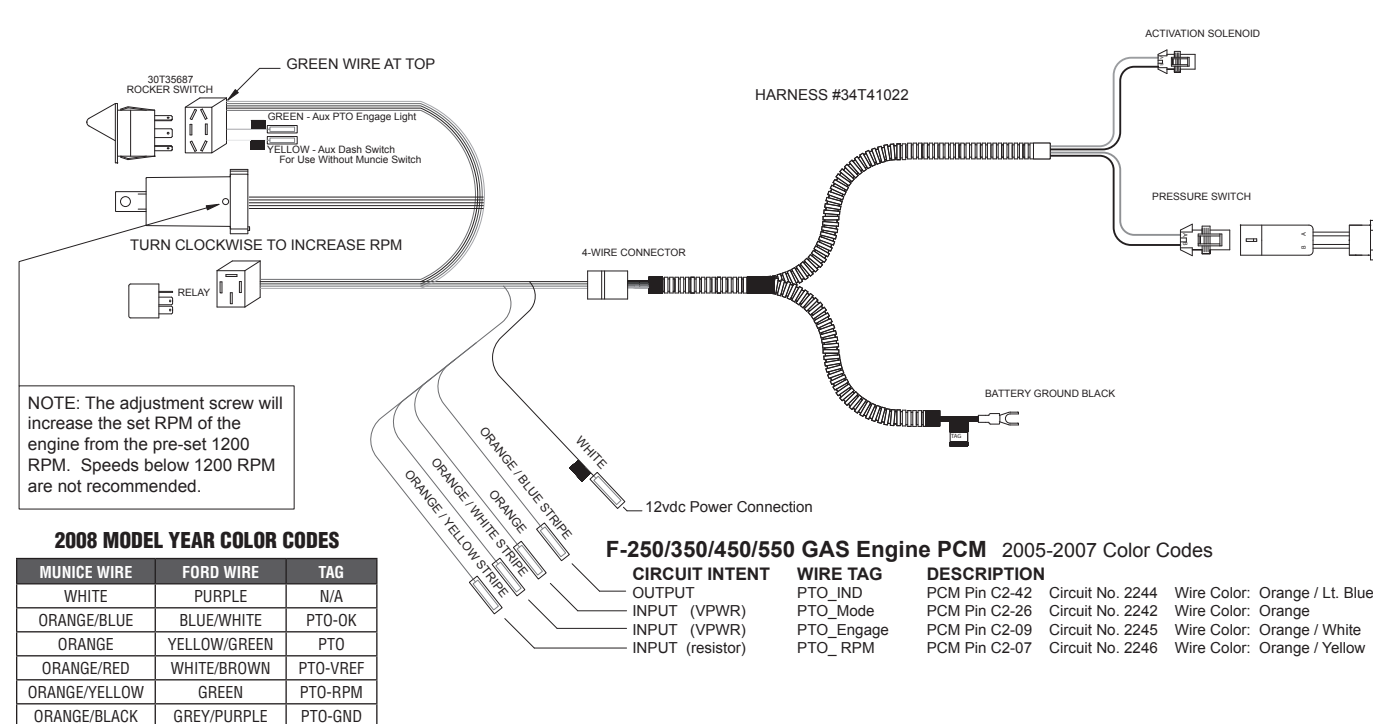 ACTIVATION SOLENOID
GREEN WIRE AT TOP
30T35687
ROCKER SWITCH
HARNESS #34T41022
GREEN - Aux PTO Engage Light
YELLOW - Aux Dash Switch
For Use Without Muncie Switch
PRESSURE SWITCH
A
B
TURN CLOCKWISE TO INCREASE RPM
4-WIRE CONNECTOR
RELAY
NOTE: The adjustment screw will
increase the set RPM of the
engine from the pre-set 1200
RPM. Speeds below 1200 RPM
are not recommended.
BATTERY GROUND BLACK
TAG
WHITE
ORANGE / BLUE STRIPE
ORANGE
ORANGE / WHITE STRIPE
ORANGE / YELLOW STRIPE
12vdc Power Connection
2008 MODEL YEAR COLOR CODES
MUNICE WIRE FORD WIRE TAG
WHITE PURPLE N/A
ORANGE/BLUE BLUE/WHITE PTO-OK
ORANGE YELLOW/GREEN PTO
ORANGE/RED WHITE/BROWN PTO-VREF
ORANGE/YELLOW GREEN PTO-RPM
ORANGE/BLACK GREY/PURPLE PTO-GND
F-250/350/450/550 GAS Engine PCM 2005-2007 Color Codes
CIRCUIT INTENT WIRE TAG DESCRIPTION
OUTPUT PTO_IND PCM Pin C2-42 Circuit No. 2244 Wire Color: Orange / Lt. Blue
INPUT (VPWR) PTO_Mode PCM Pin C2-26 Circuit No. 2242 Wire Color: Orange
INPUT (VPWR) PTO_Engage PCM Pin C2-09 Circuit No. 2245 Wire Color: Orange / White
INPUT (resistor) PTO_ RPM PCM Pin C2-07 Circuit No. 2246 Wire Color: Orange / Yellow